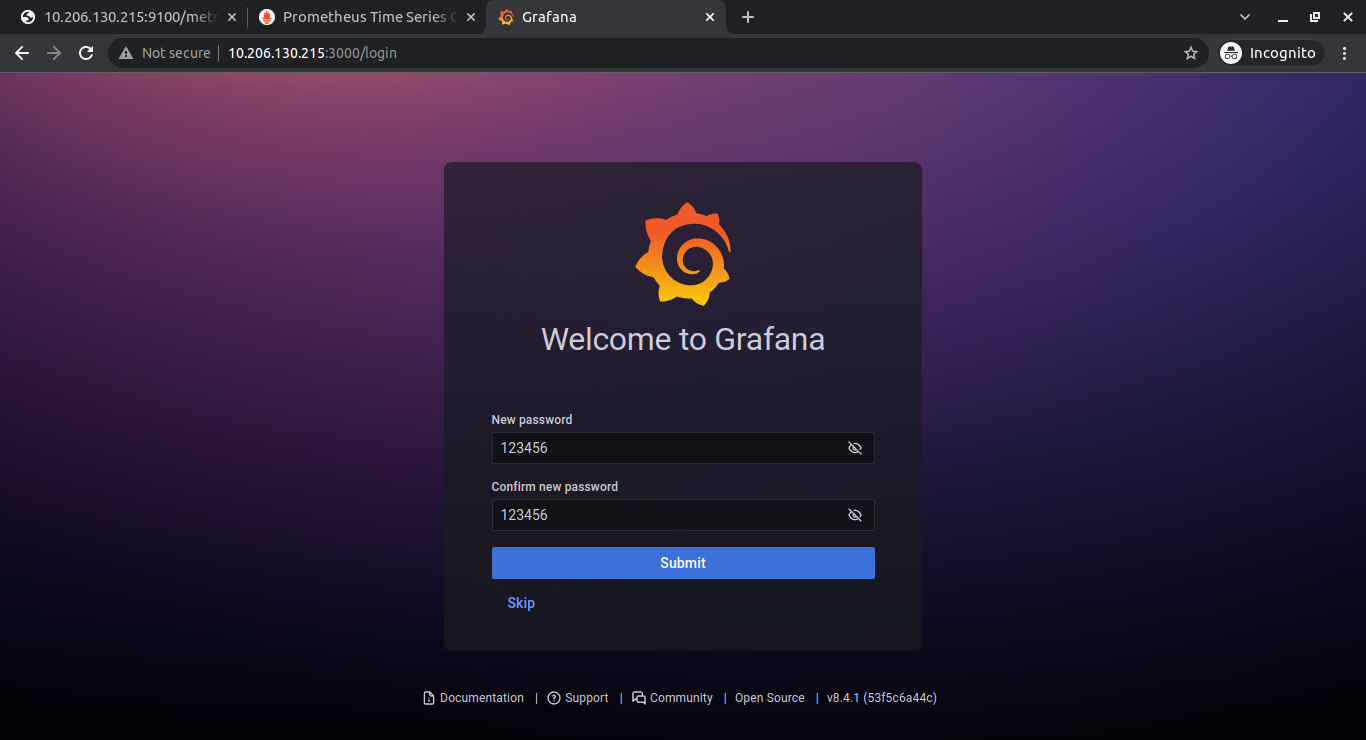 10.206.130.215:9100/metr
Prometheus Time Series C
Grafana
Not secure
10.206.130.215:3000/login
Incognito
Welcome to Grafana
New password
123456
Confirm new password
123456
Submit
Skip
Documentation | Support | Community | Open Source | v8.4.1 (53f5c6a44c)